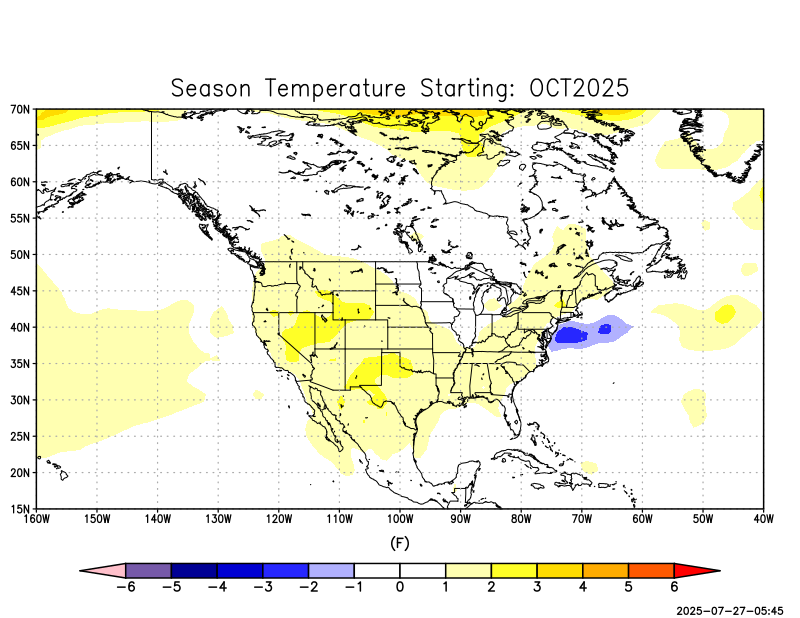 Season Temperature Starting: OCT2025
70N
65N
60N
55N
50N
45N
40N
35N
30N
25N
20N
15N
160W 150W 140W 130W 120W 110W 100W 90W 80W 70W 60W 50W 40W
(F)
−6 −5 −4 −3 −2 −1 0 1 2 3 4 5 6
2025-07-27-05:45